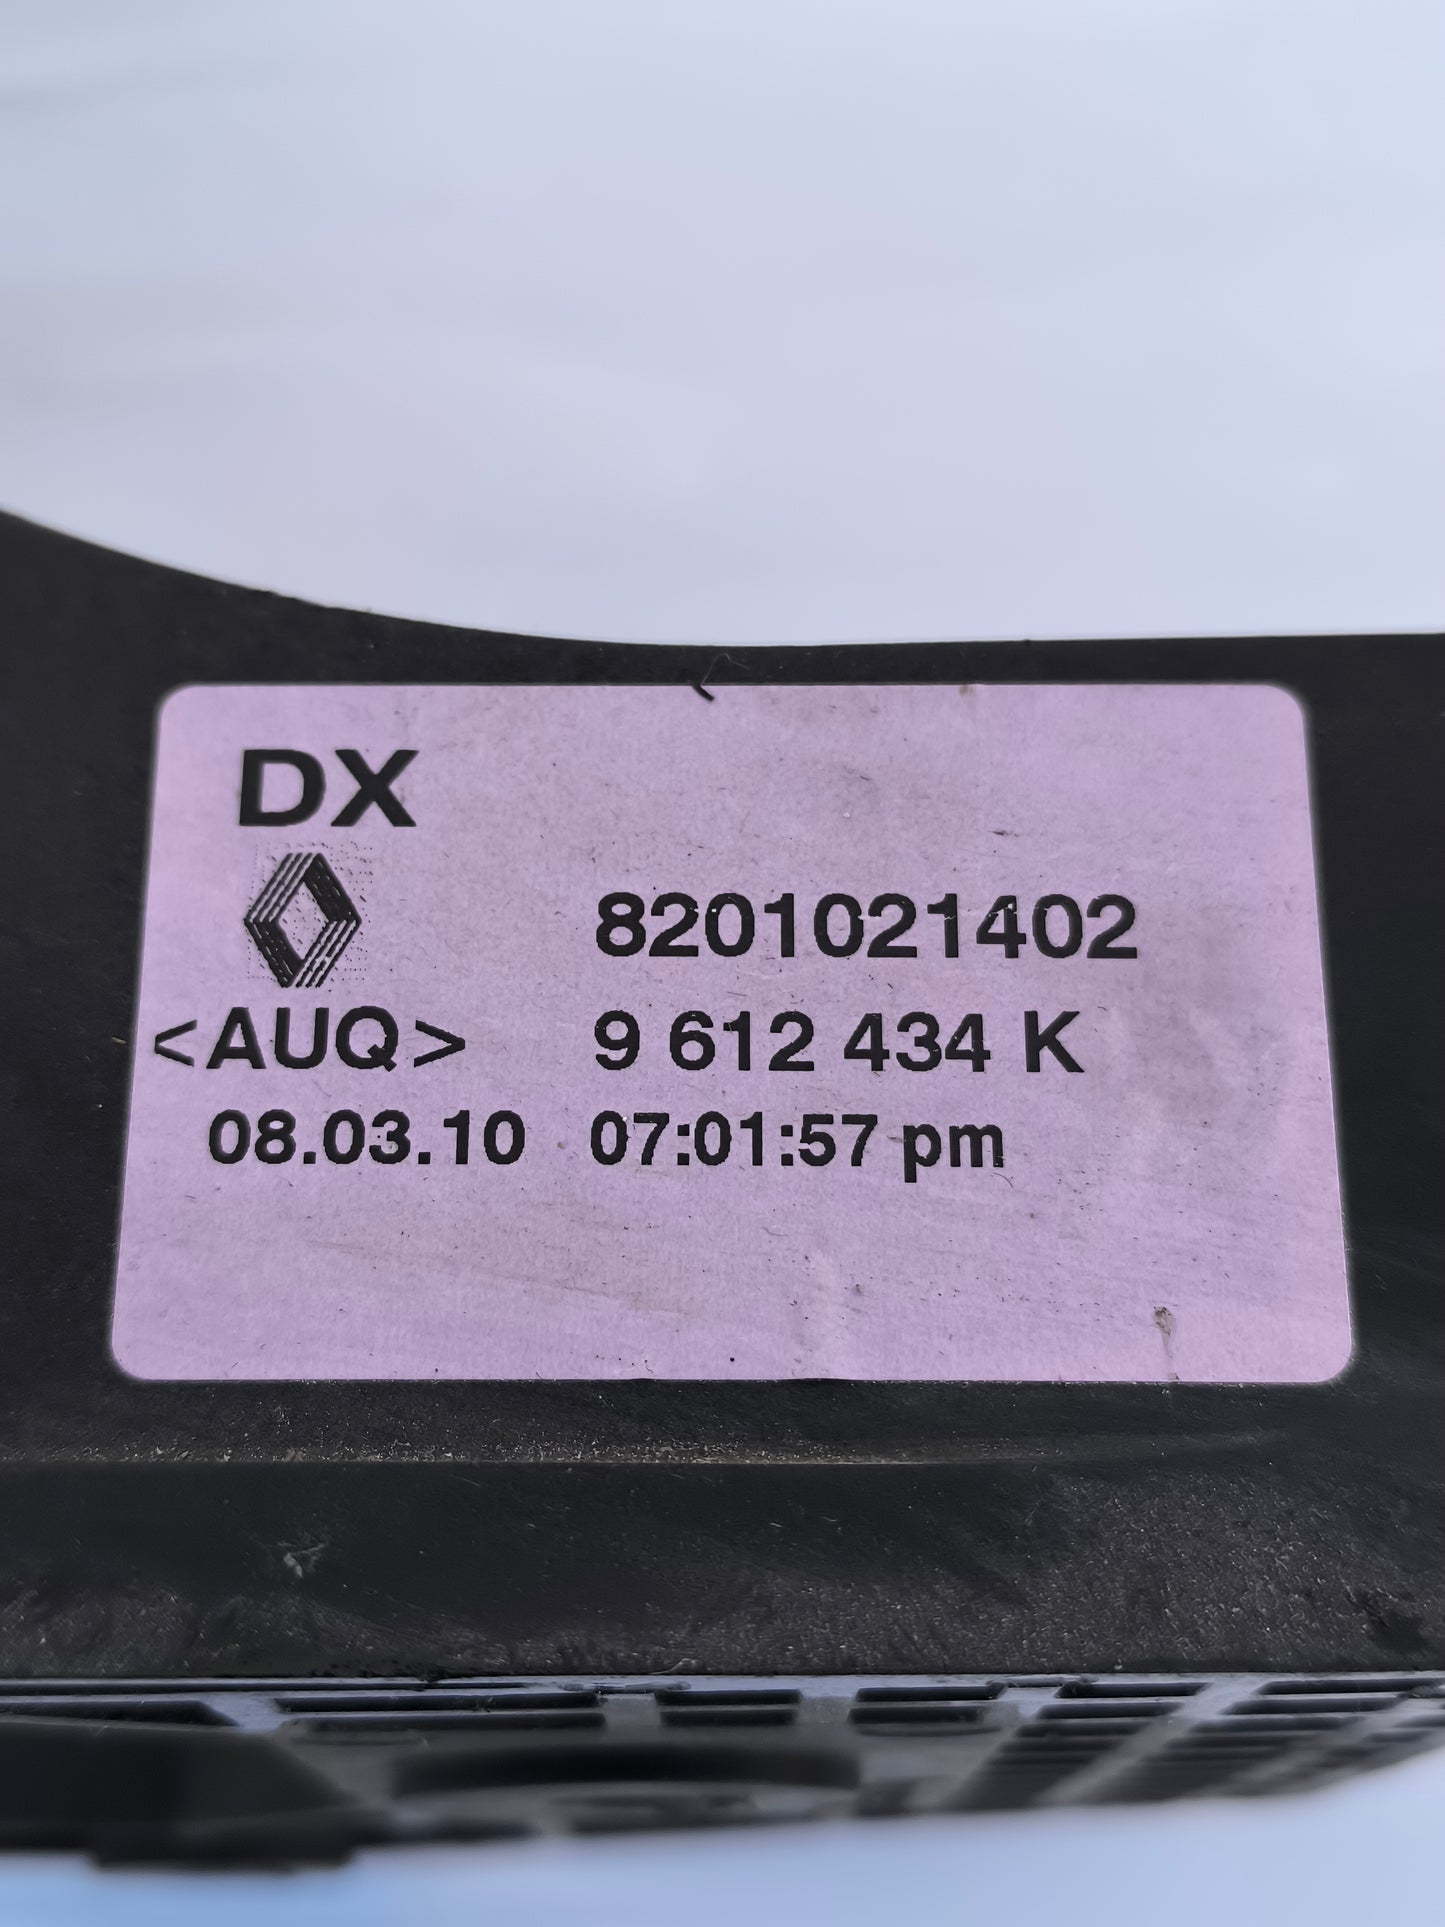 DX
8201021402
<AUQ> 9 612 434 K
08.03.10 07:01:57 pm